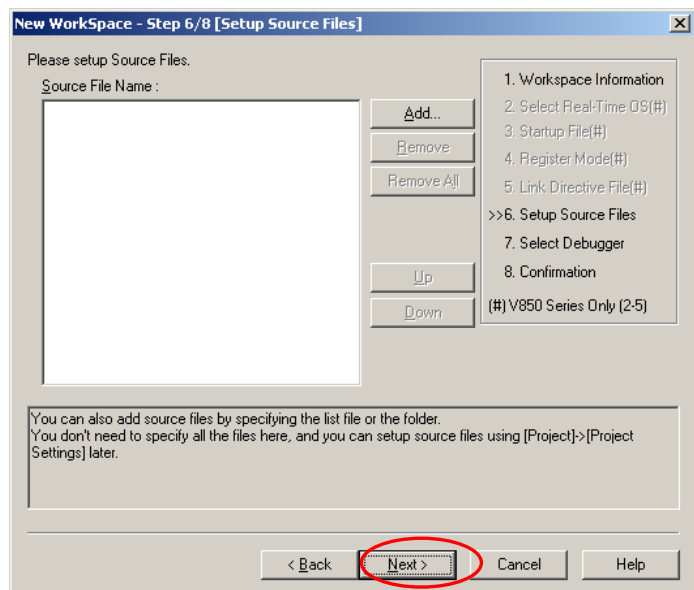 New WorkSpace - Step 6/8 [Setup Source Files]
Please setup Source Files.
Source File Name :
Add...
Remove
Remove All
Up
Down
1. Workspace Information
2. Select Real-Time OS(#)
3. Startup File(#)
4. Register Mode(#)
5. Link Directive File(#)
>>6. Setup Source Files
7. Select Debugger
8. Confirmation
(#) V850 Series Only (2-5)
You can also add source files by specifying the list file or the folder.
You don't need to specify all the files here, and you can setup source files using [Project]->[Project
Settings] later.
< Back
Next >
Cancel
Help